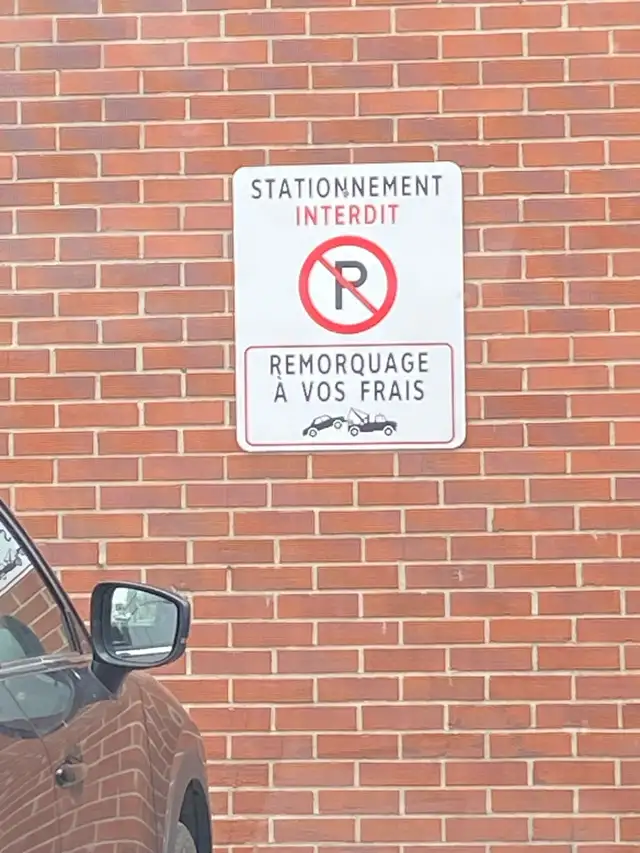 STATIONNEMENT
INTERDIT
P
REMORQUAGE
À VOS FRAIS